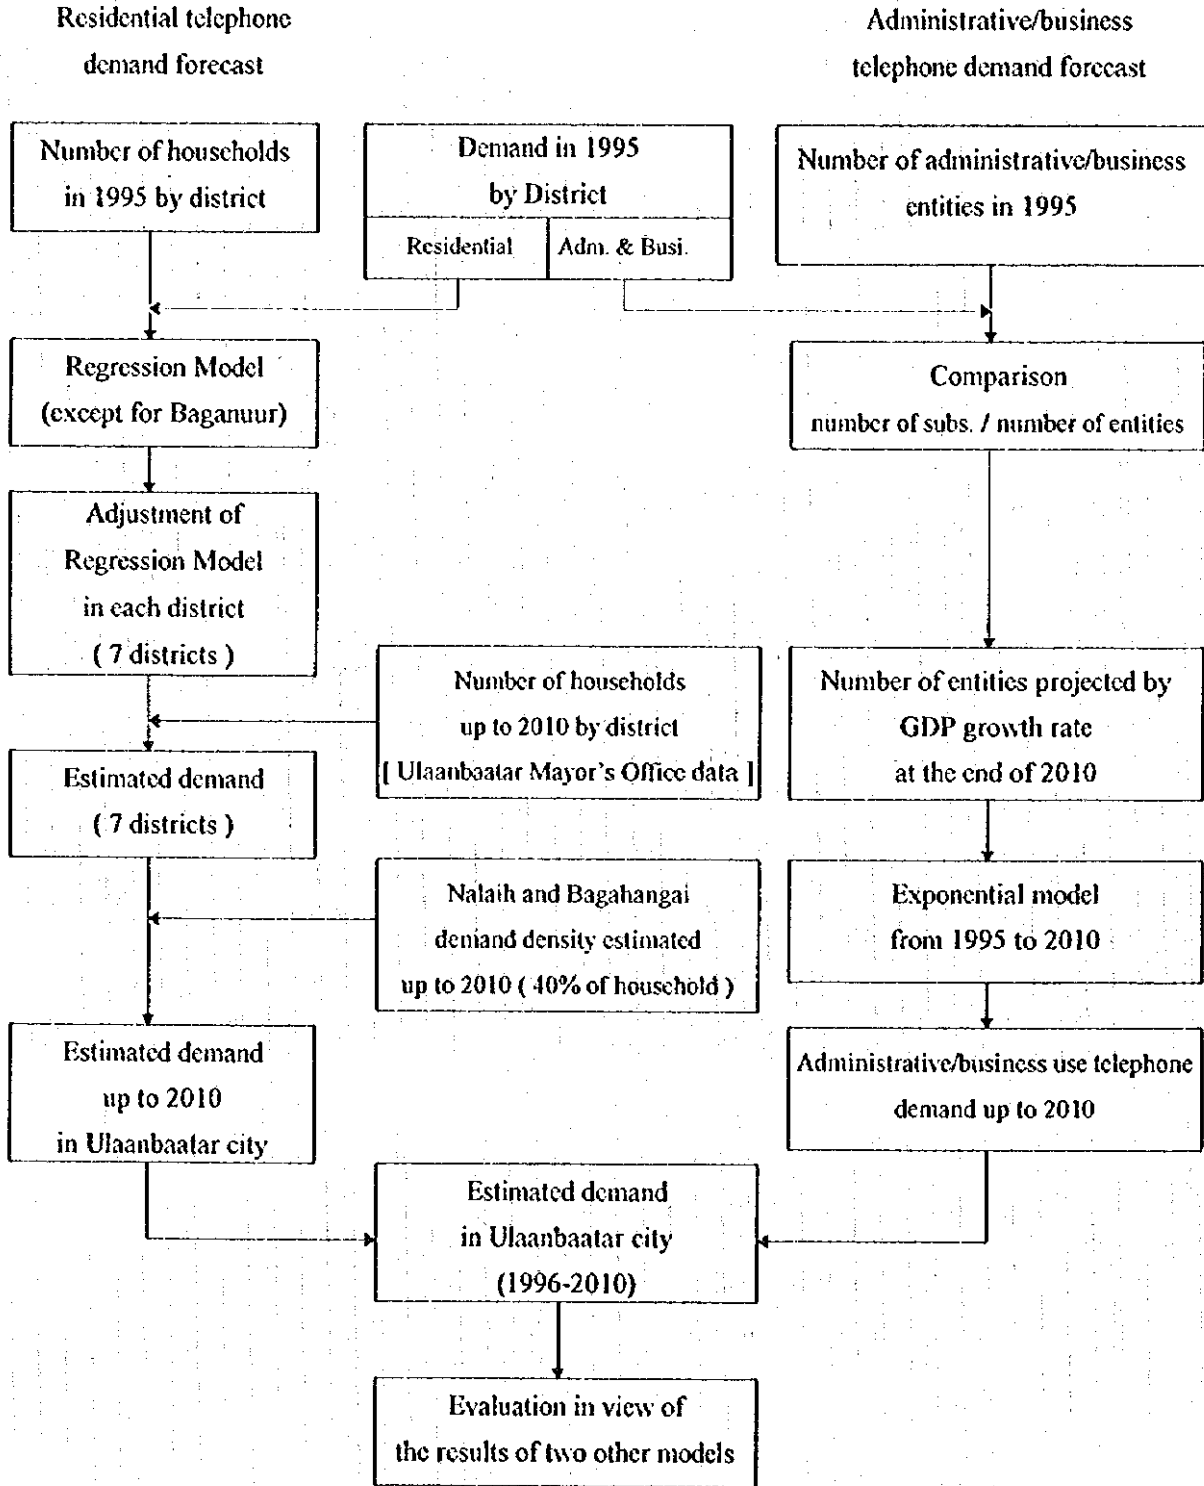 Residential telephone
demand forecast
Administrative/business
telephone demand forecast
Number of households
in 1995 by district
Demand in 1995
by District
Residential
Adm. & Busi.
Number of administrative/business
entities in 1995
Regression Model
(except for Baganuur)
Comparison
number of subs. / number of entities
Adjustment of
Regression Model
in each district
( 7 districts )
Number of households
up to 2010 by district
[ Ulaanbaatar Mayor's Office data ]
Number of entities projected by
GDP growth rate
at the end of 2010
Estimated demand
( 7 districts )
Nalaih and Bagahangai
demand density estimated
up to 2010 ( 40% of household )
Exponential model
from 1995 to 2010
Estimated demand
up to 2010
in Ulaanbaatar city
Administrative/business use telephone
demand up to 2010
Estimated demand
in Ulaanbaatar city
(1996-2010)
Evaluation in view of
the results of two other models